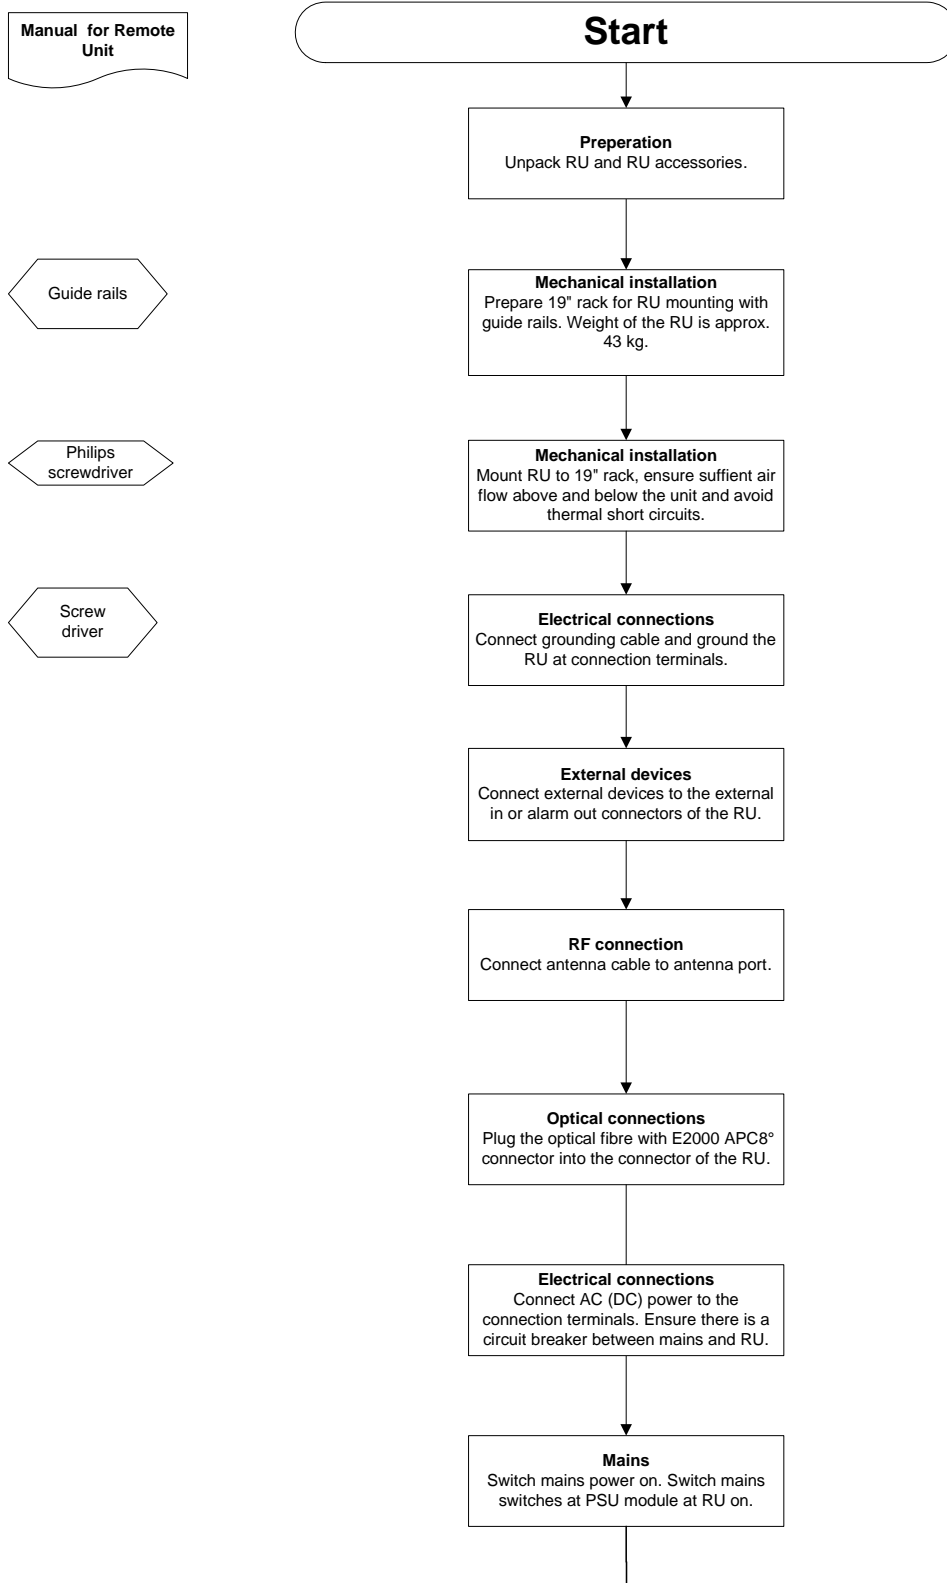 Manual  for Remote
Unit
Start
Preperation
Unpack RU and RU accessories.
Guide rails
Mechanical installation
Prepare 19" rack for RU mounting with
guide rails. Weight of the RU is approx.
43 kg.
Philips
screwdriver
Mechanical installation
Mount RU to 19" rack, ensure suffient air
flow above and below the unit and avoid
thermal short circuits.
Screw
driver
Electrical connections
Connect grounding cable and ground the
RU at connection terminals.
External devices
Connect external devices to the external
in or alarm out connectors of the RU.
RF connection
Connect antenna cable to antenna port.
Optical connections
Plug the optical fibre with E2000 APC8°
connector into the connector of the RU.
Electrical connections
Connect AC (DC) power to the
connection terminals. Ensure there is a
circuit breaker between mains and RU.
Mains
Switch mains power on. Switch mains
switches at PSU module at RU on.